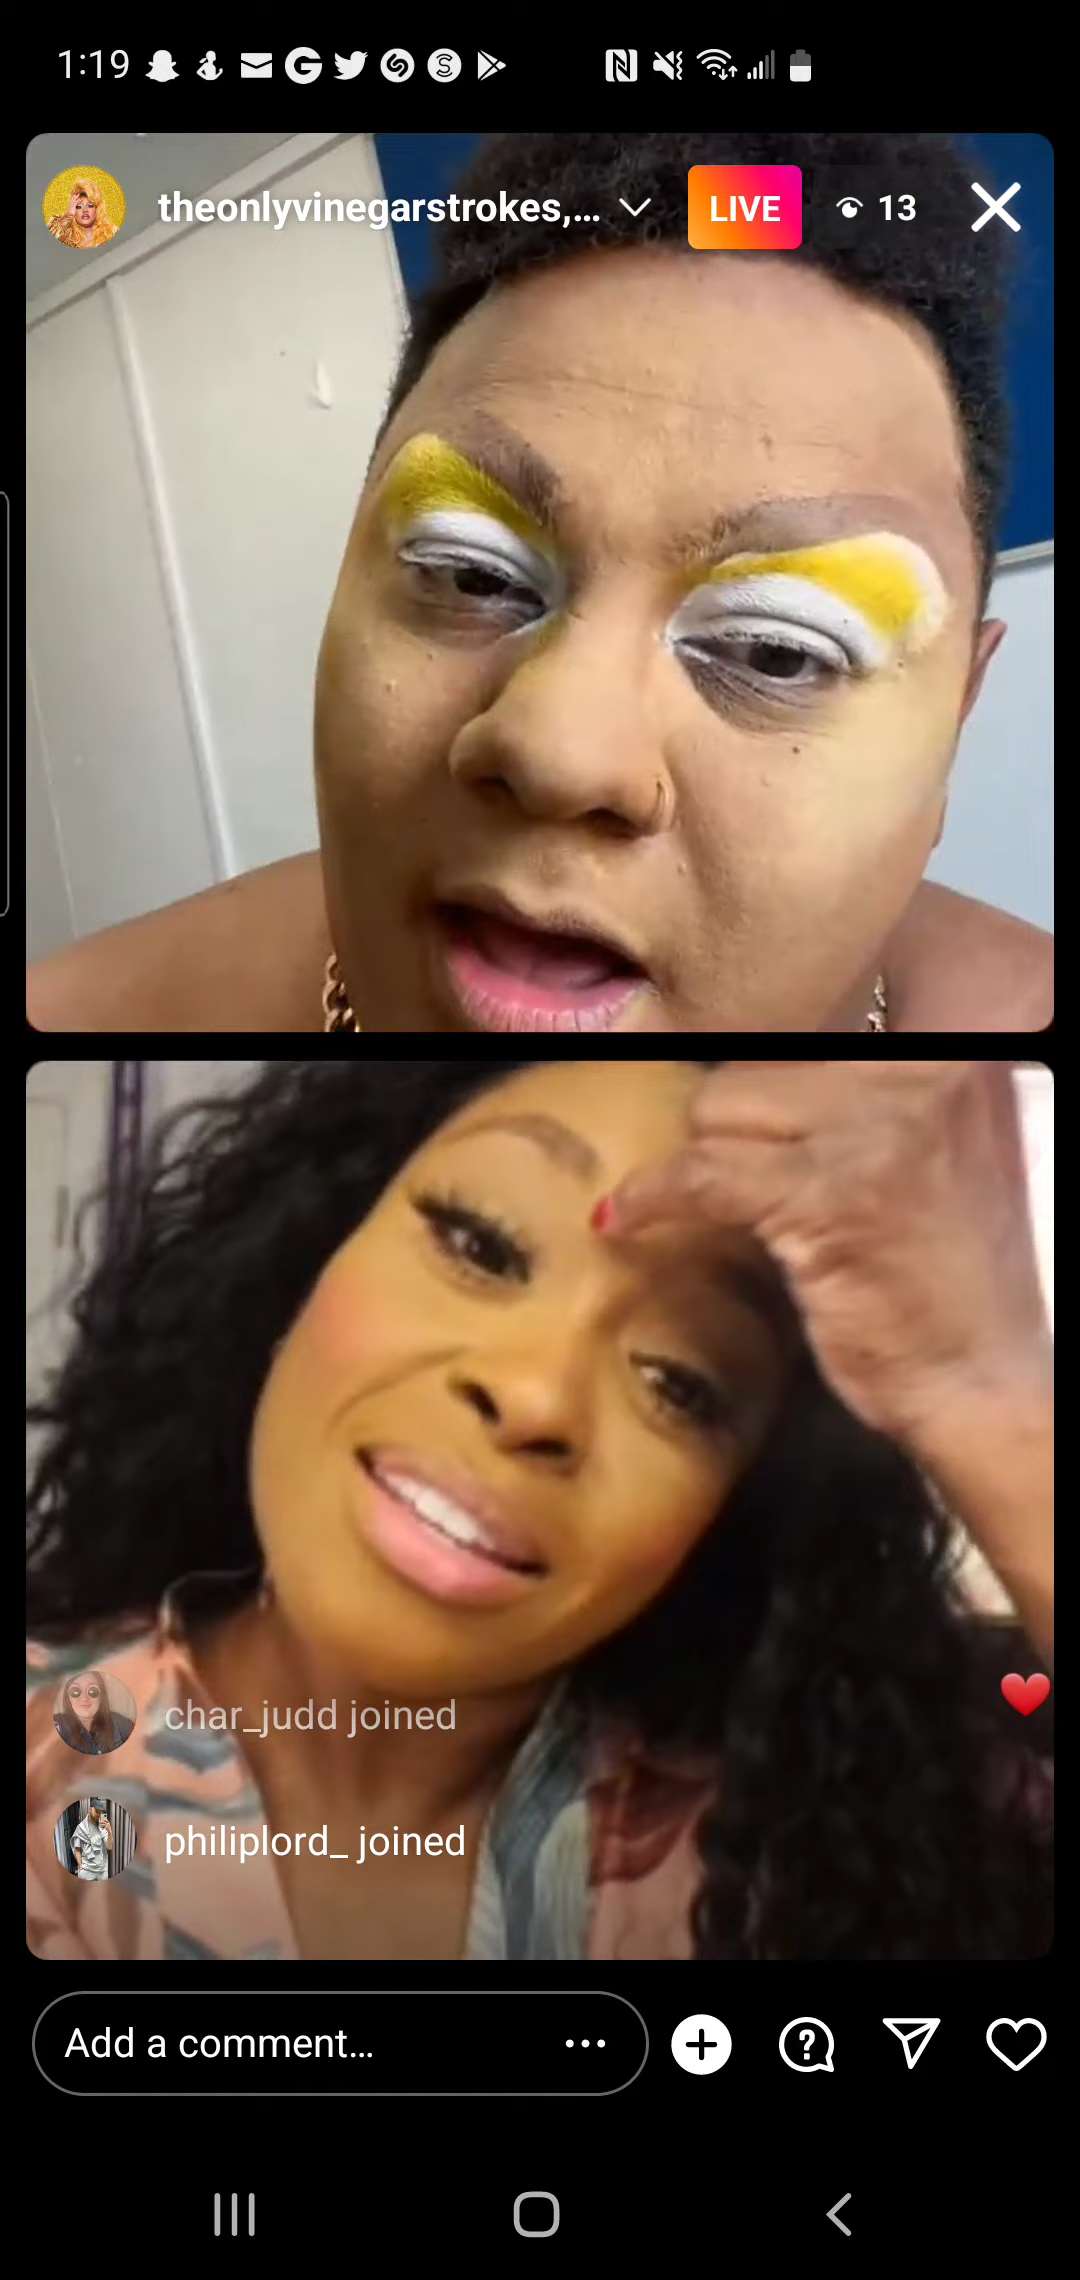 1:19
theonlyvinegarstrokes,... LIVE 13
char_judd joined
philiplord_ joined
Add a comment...